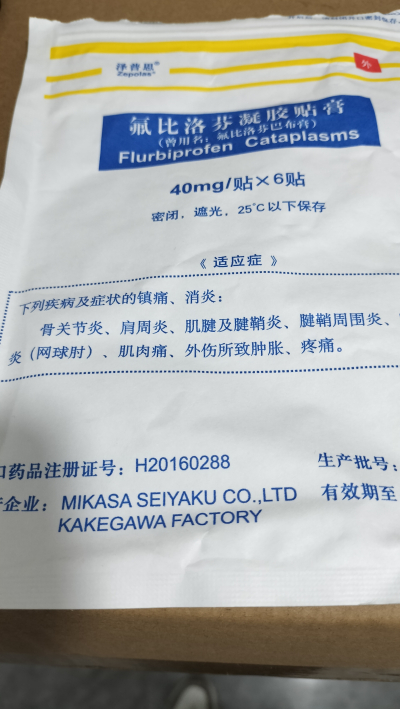 泽普思®
Zepolas®
外
氟比洛芬凝胶贴膏
(曾用名：氟比洛芬巴布膏)
Flurbiprofen Cataplasms
40mg/贴×6贴
密闭，遮光，25℃以下保存
《 适应症 》
下列疾病及症状的镇痛、消炎：
骨关节炎、肩周炎、肌腱及腱鞘炎、腱鞘周围炎、
炎（网球肘）、肌肉痛、外伤所致肿胀、疼痛。
口药品注册证号：H20160288
生产批号：
企业：MIKASA SEIYAKU CO.,LTD
有效期至
KAKEGAWA FACTORY